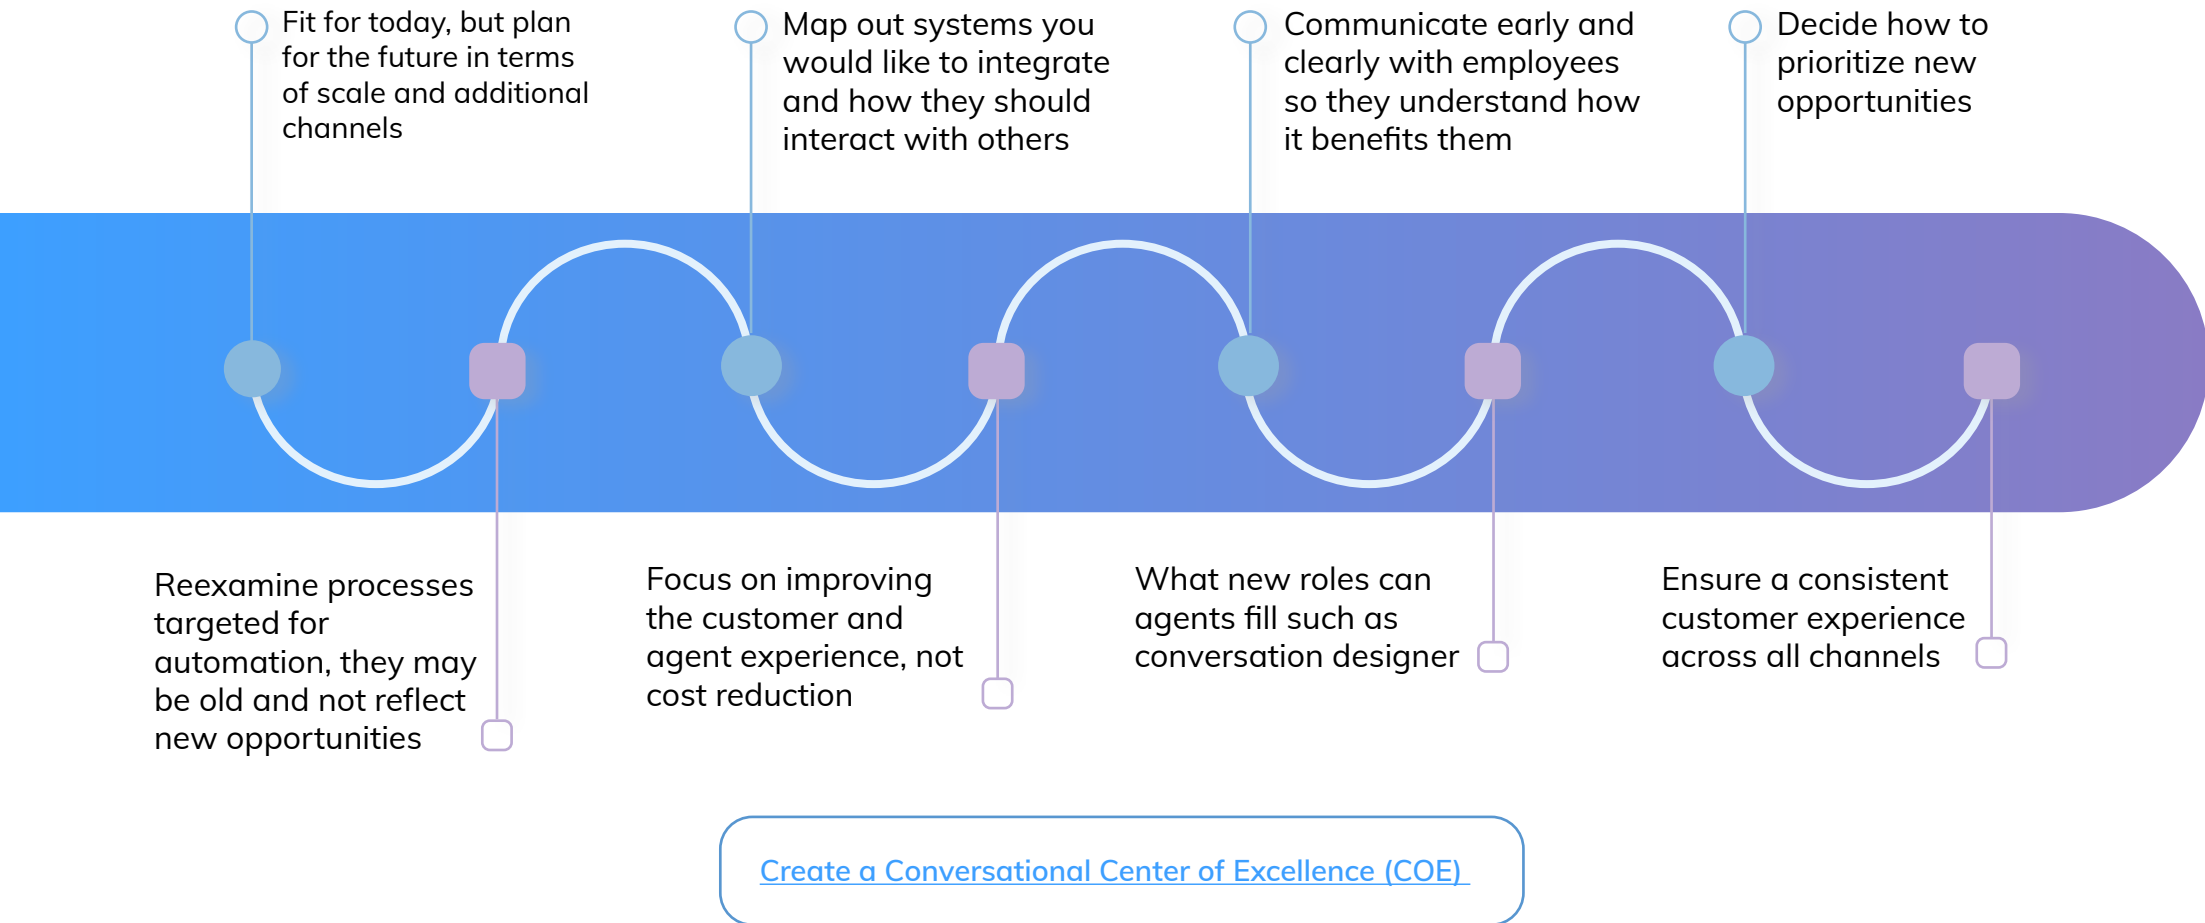 Fit for today, but plan
for the future in terms
of scale and additional
channels
Map out systems you
would like to integrate
and how they should
interact with others
Communicate early and
clearly with employees
so they understand how
it benefits them
Decide how to
prioritize new
opportunities
Reexamine processes
targeted for
automation, they may
be old and not reflect
new opportunities
Focus on improving
the customer and
agent experience, not
cost reduction
What new roles can
agents fill such as
conversation designer
Ensure a consistent
customer experience
across all channels
Create a Conversational Center of Excellence (COE)